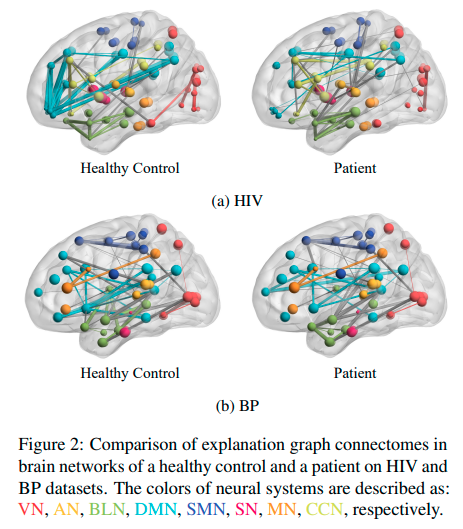 Healthy Control
Patient
(a) HIV
Healthy Control
Patient
(b) BP
Figure 2: Comparison of explanation graph connectomes in
brain networks of a healthy control and a patient on HIV and
BP datasets. The colors of neural systems are described as:
VN, AN, BLN, DMN, SMN, SN, MN, CCN, respectively.